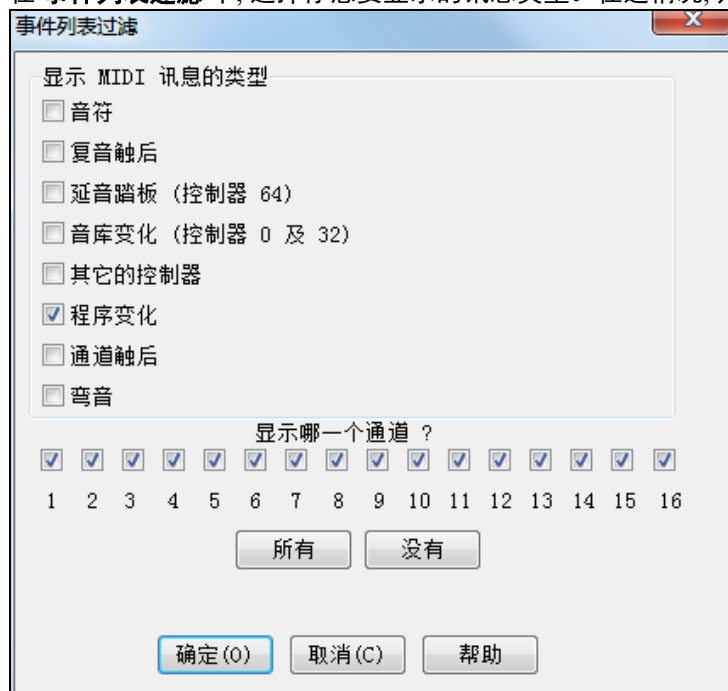 事件列表过滤
显示 MIDI 讯息的类型
音符
复音触后
延音踏板 (控制器 64)
音库变化 (控制器 0 及 32)
其它的控制器
程序变化
通道触后
弯音
显示哪一个通道 ?
1 2 3 4 5 6 7 8 9 10 11 12 13 14 15 16
所有 没有
确定(O) 取消(C) 帮助